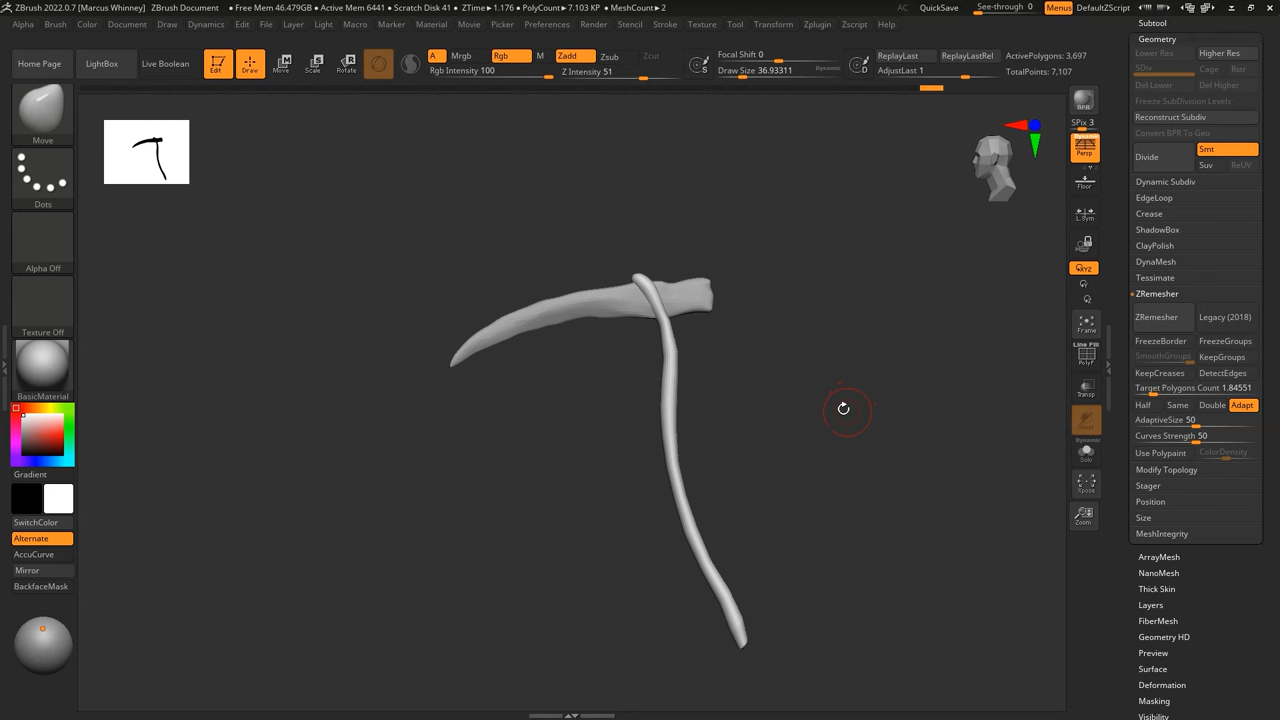 ZBrush 2022.0.7 [Marcus Whinney] ZBrush Document • Free Mem 46.479GB • Active Mem 6441 • Scratch Disk 41 • ZTime►1.176 • PolyCount►7.103 KP • MeshCount►2 AC QuickSave See-through 0 Menus DefaultZScript
Alpha Brush Color Document Draw Dynamics Edit File Layer Light Macro Marker Material Movie Picker Preferences Render Stencil Stroke Texture Tool Transform Zplugin Zscript Help
Home Page LightBox Live Boolean Edit Draw Move Scale Rotate
A Mrgb Rgb M Zadd Zsub Zcut
Rgb Intensity 100 Z Intensity 51
Focal Shift 0
Draw Size 36.93311 Dynamic
S D
ReplayLast ReplayLastRel
AdjustLast 1
ActivePolygons: 3,697
TotalPoints: 7,107
Move
Dots
Alpha Off
Texture Off
BasicMaterial
Gradient
SwitchColor
Alternate
AccuCurve
Mirror
BackfaceMask
BPR
SPix 3
Dynamic
Persp
Floor
L.Sym
XYZ
Frame
Line Fill
PolyF
Transp
Dynamic
Solo
Xpose
Zoom
Subtool
Geometry
Lower Res Higher Res
SDiv Cage Rstr
Del Lower Del Higher
Freeze SubDivision Levels
Reconstruct Subdiv
Convert BPR To Geo
Divide Smt
Suv ReUV
Dynamic Subdiv
EdgeLoop
Crease
ShadowBox
ClayPolish
DynaMesh
Tessimate
ZRemesher
ZRemesher Legacy (2018)
FreezeBorder FreezeGroups
SmoothGroups KeepGroups
KeepCreases DetectEdges
Target Polygons Count 1.84551
Half Same Double Adapt
AdaptiveSize 50
Curves Strength 50
Use Polypaint ColorDensity
Modify Topology
Stager
Position
Size
MeshIntegrity
ArrayMesh
NanoMesh
Thick Skin
Layers
FiberMesh
Geometry HD
Preview
Surface
Deformation
Masking
Visibility